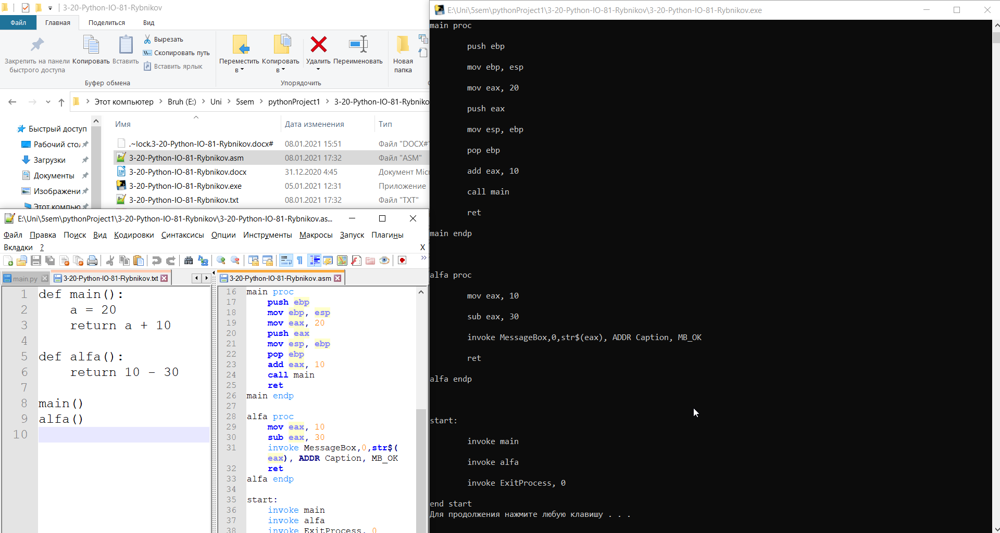 3-20-Python-IO-81-Rybnikov
Файл Главная Поделиться Вид
Закрепить на панели быстрого доступа
Копировать
Вставить
Вырезать
Скопировать путь
Вставить ярлык
Буфер обмена
Переместить в
Копировать в
Удалить
Переименовать
Упорядочить
Новая папка
Этот компьютер > Bruh (E:) > Uni > 5sem > pythonProject1 > 3-20-Python-IO-81-Rybniko
Быстрый доступ
Рабочий сто
Загрузки
Документы
Изображени
Этот компью
Имя Дата изменения Тип
.~lock.3-20-Python-IO-81-Rybnikov.docx# 08.01.2021 15:51 Файл "DOCX#"
3-20-Python-IO-81-Rybnikov.asm 08.01.2021 17:32 Файл "ASM"
3-20-Python-IO-81-Rybnikov.docx 31.12.2020 4:45 Документ Mic
3-20-Python-IO-81-Rybnikov.exe 05.01.2021 12:31 Приложение
3-20-Python-IO-81-Rybnikov.txt 08.01.2021 17:32 Файл "TXT"
E:\Uni\5sem\pythonProject1\3-20-Python-IO-81-Rybnikov\3-20-Python-IO-81-Rybnikov.as...
Файл Правка Поиск Вид Кодировки Синтаксисы Опции Инструменты Макросы Запуск Плагины
Вкладки ? X
main.py 3-20-Python-IO-81-Rybnikov.txt
1 def main():
2 a = 20
3 return a + 10
4
5 def alfa():
6 return 10 - 30
7
8 main()
9 alfa()
10
3-20-Python-IO-81-Rybnikov.asm
16 main proc
17 push ebp
18 mov ebp, esp
19 mov eax, 20
20 push eax
21 mov esp, ebp
22 pop ebp
23 add eax, 10
24 call main
25 ret
26 main endp
27
28 alfa proc
29 mov eax, 10
30 sub eax, 30
31 invoke MessageBox,0,str$(
eax), ADDR Caption, MB_OK
32 ret
33 alfa endp
34
35 start:
36 invoke main
37 invoke alfa
38 invoke ExitProcess, 0
E:\Uni\5sem\pythonProject1\3-20-Python-IO-81-Rybnikov\3-20-Python-IO-81-Rybnikov.exe
main proc
push ebp
mov ebp, esp
mov eax, 20
push eax
mov esp, ebp
pop ebp
add eax, 10
call main
ret
main endp
alfa proc
mov eax, 10
sub eax, 30
invoke MessageBox,0,str$(eax), ADDR Caption, MB_OK
ret
alfa endp
start:
invoke main
invoke alfa
invoke ExitProcess, 0
end start
Для продолжения нажмите любую клавишу . . .